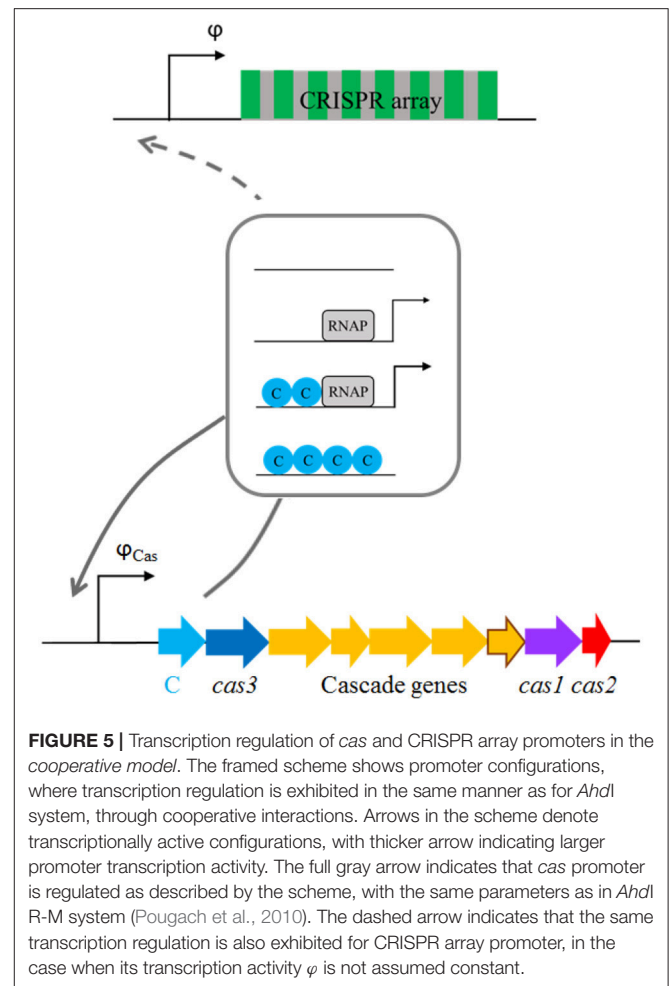 φ
CRISPR array
RNAP
C C RNAP
C C C C
φCas
C cas3 Cascade genes cas1 cas2
FIGURE 5 | Transcription regulation of cas and CRISPR array promoters in the
cooperative model. The framed scheme shows promoter configurations,
where transcription regulation is exhibited in the same manner as for AhdI
system, through cooperative interactions. Arrows in the scheme denote
transcriptionally active configurations, with thicker arrow indicating larger
promoter transcription activity. The full gray arrow indicates that cas promoter
is regulated as described by the scheme, with the same parameters as in AhdI
R-M system (Pougach et al., 2010). The dashed arrow indicates that the same
transcription regulation is also exhibited for CRISPR array promoter, in the
case when its transcription activity φ is not assumed constant.